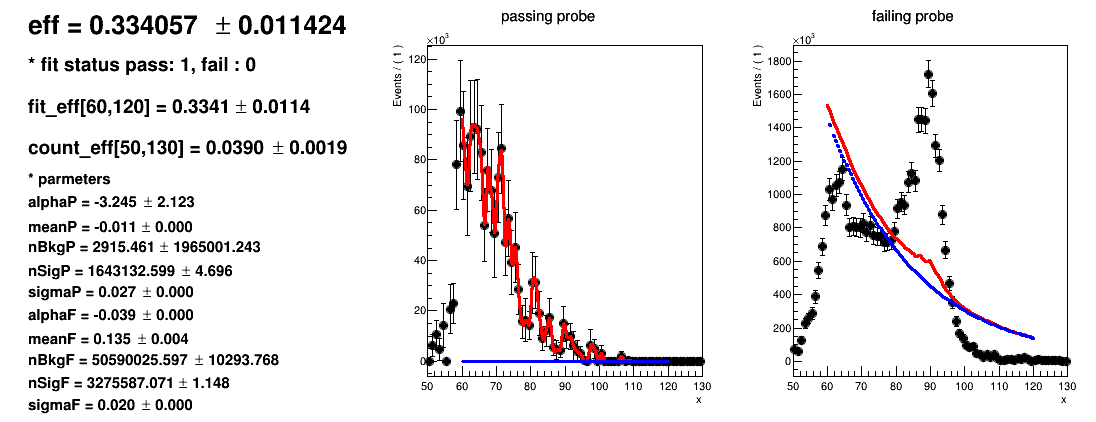 eff = 0.334057 ± 0.011424
* fit status pass: 1, fail : 0
fit_eff[60,120] = 0.3341 ± 0.0114
count_eff[50,130] = 0.0390 ± 0.0019
* parmeters
alphaP = -3.245 ± 2.123
meanP = -0.011 ± 0.000
nBkgP = 2915.461 ± 1965001.243
nSigP = 1643132.599 ± 4.696
sigmaP = 0.027 ± 0.000
alphaF = -0.039 ± 0.000
meanF = 0.135 ± 0.004
nBkgF = 50590025.597 ± 10293.768
nSigF = 3275587.071 ± 1.148
sigmaF = 0.020 ± 0.000
passing probe
×10³
Events / ( 1 )
120
100
80
60
40
20
0
50 60 70 80 90 100 110 120 130
x
failing probe
×10³
Events / ( 1 )
1800
1600
1400
1200
1000
800
600
400
200
0
50 60 70 80 90 100 110 120 130
x